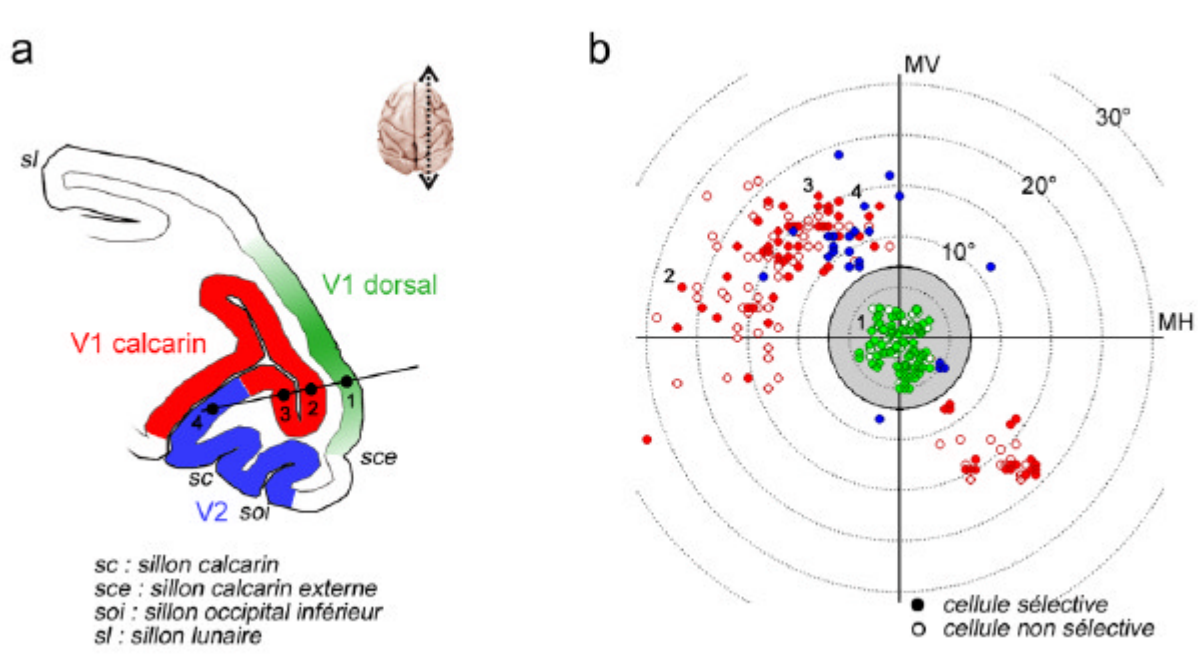 a
sl
V1 dorsal
V1 calcarin
1
2
3
4
sce
sc
V2
soi
sc : sillon calcarin
sce : sillon calcarin externe
soi : sillon occipital inférieur
sl : sillon lunaire
b
MV
30°
20°
10°
3
4
2
1
MH
cellule sélective
cellule non sélective